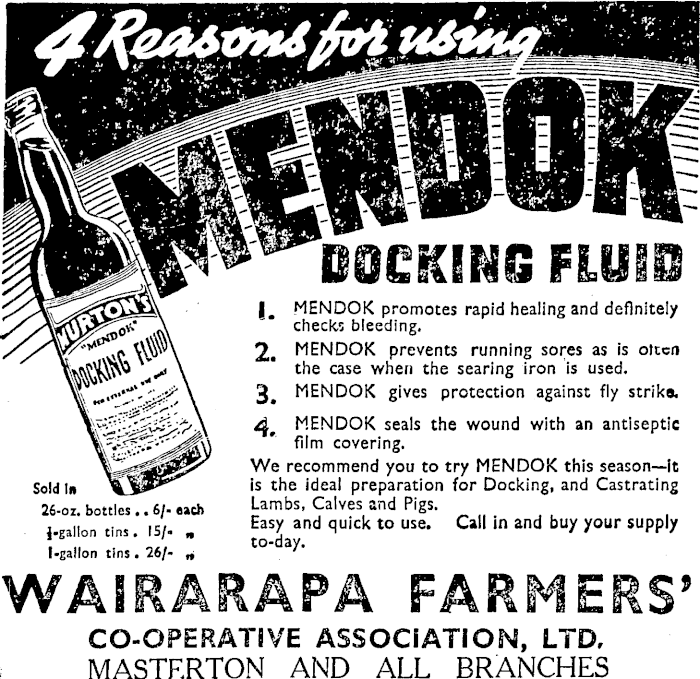 4 Reasons for using
MENDOK
DOCKING FLUID
1. MENDOK promotes rapid healing and definitely
checks bleeding.
2. MENDOK prevents running sores as is often
the case when the searing iron is used.
3. MENDOK gives protection against fly strike.
4. MENDOK seals the wound with an antiseptic
film covering.
We recommend you to try MENDOK this season—it
is the ideal preparation for Docking, and Castrating
Lambs, Calves and Pigs.
Easy and quick to use. Call in and buy your supply
to-day.
"MENDOK"
DOCKING FLUID
FOR EXTERNAL USE ONLY
Sold in
26-oz. bottles .. 6/- each
½-gallon tins . 15/- „
1-gallon tins . 26/- „
WAIRARAPA FARMERS'
CO-OPERATIVE ASSOCIATION, LTD.
MASTERTON AND ALL BRANCHES